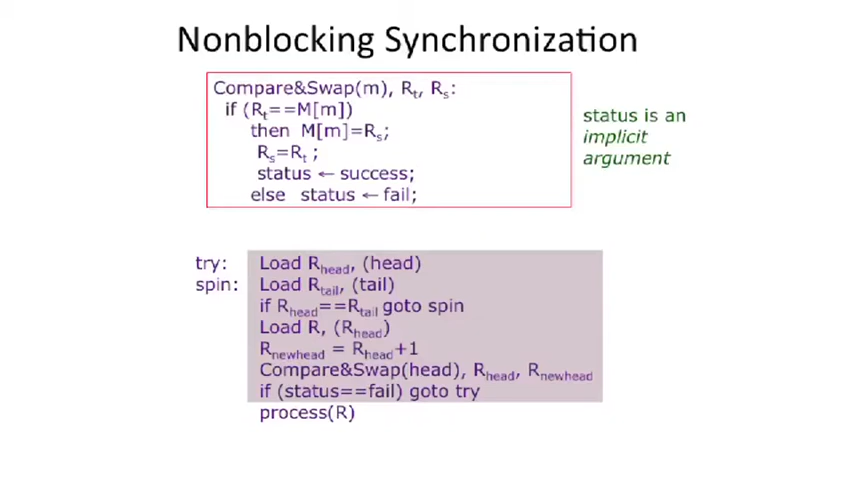 Nonblocking Synchronization
Compare&Swap(m), Rt, Rs:
if (Rt==M[m])
then M[m]=Rs;
Rs=Rt ;
status ← success;
else status ← fail;
status is an
implicit
argument
try: Load Rhead, (head)
spin: Load Rtail, (tail)
if Rhead==Rtail goto spin
Load R, (Rhead)
Rnewhead = Rhead+1
Compare&Swap(head), Rhead, Rnewhead
if (status==fail) goto try
process(R)